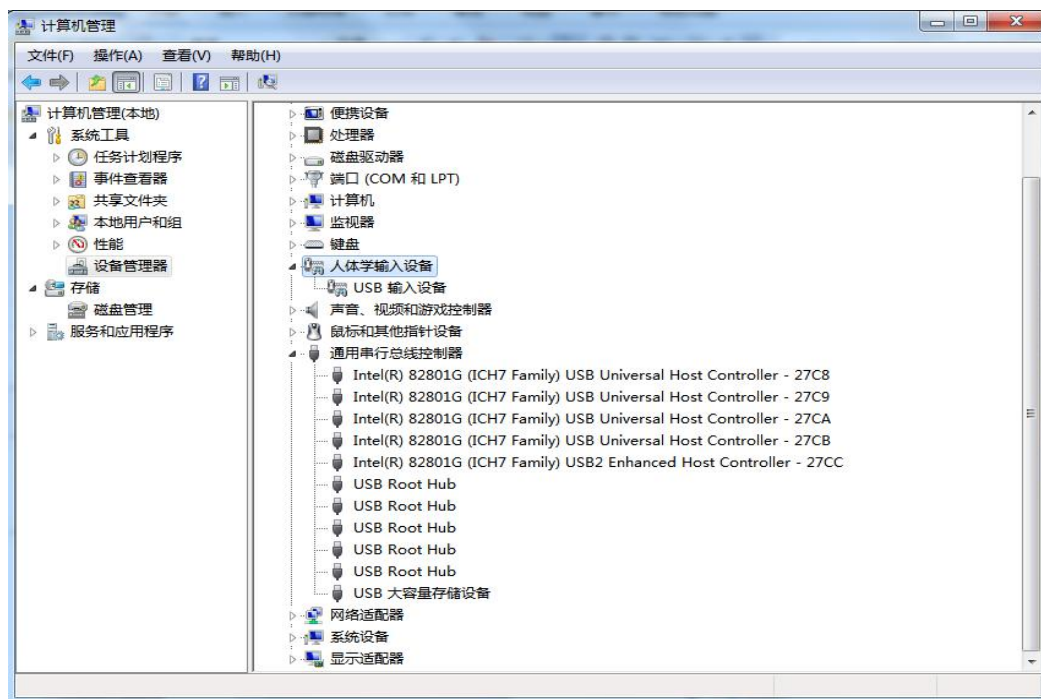 计算机管理
文件(F) 操作(A) 查看(V) 帮助(H)
计算机管理(本地)
系统工具
任务计划程序
事件查看器
共享文件夹
本地用户和组
性能
设备管理器
存储
磁盘管理
服务和应用程序
便携设备
处理器
磁盘驱动器
端口 (COM 和 LPT)
计算机
监视器
键盘
人体学输入设备
USB 输入设备
声音、视频和游戏控制器
鼠标和其他指针设备
通用串行总线控制器
Intel(R) 82801G (ICH7 Family) USB Universal Host Controller - 27C8
Intel(R) 82801G (ICH7 Family) USB Universal Host Controller - 27C9
Intel(R) 82801G (ICH7 Family) USB Universal Host Controller - 27CA
Intel(R) 82801G (ICH7 Family) USB Universal Host Controller - 27CB
Intel(R) 82801G (ICH7 Family) USB2 Enhanced Host Controller - 27CC
USB Root Hub
USB Root Hub
USB Root Hub
USB Root Hub
USB Root Hub
USB 大容量存储设备
网络适配器
系统设备
显示适配器